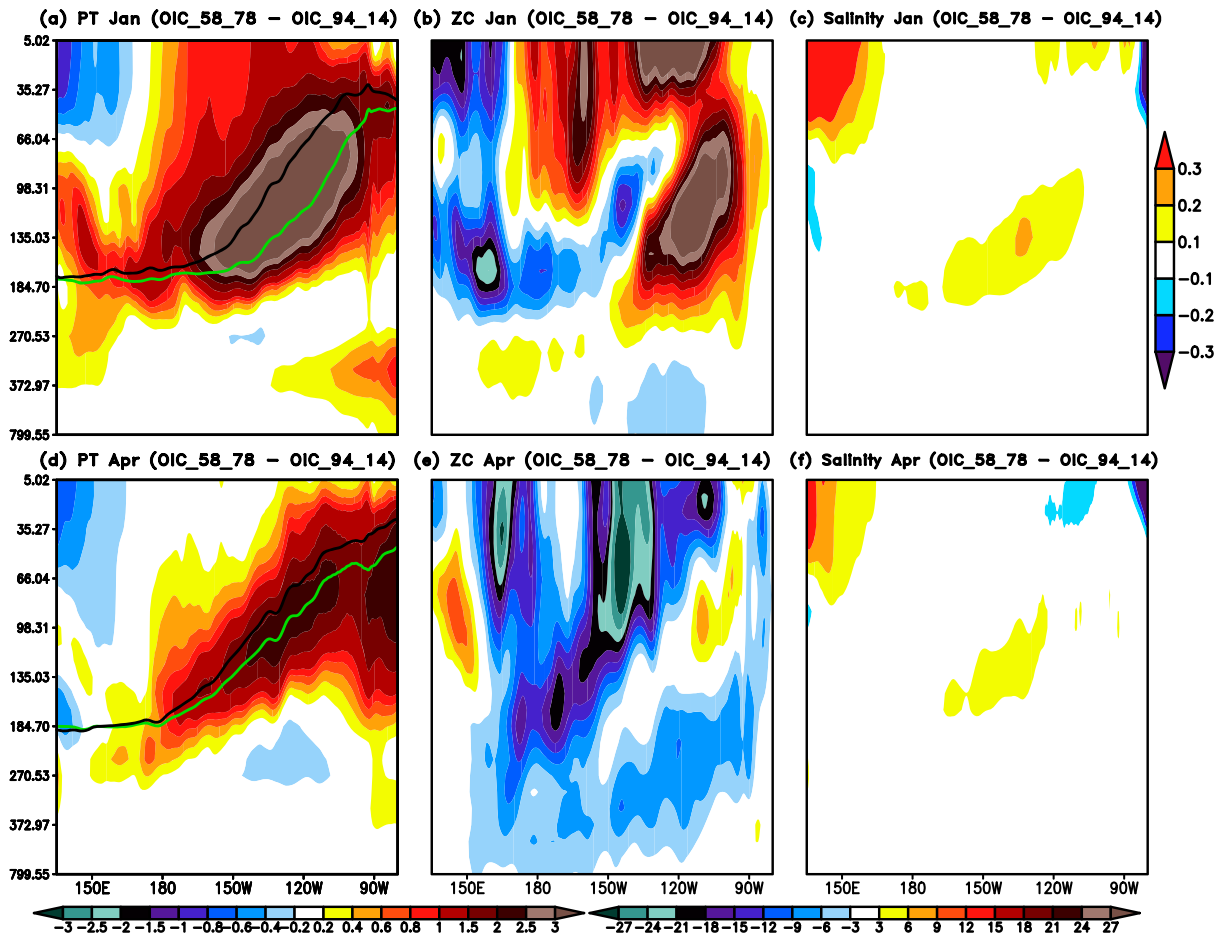 (a) PT Jan (OIC_58_78 − OIC_94_14)
(b) ZC Jan (OIC_58_78 − OIC_94_14)
(c) Salinity Jan (OIC_58_78 − OIC_94_14)
5.02
35.27
66.04
98.31
135.03
184.70
270.53
372.97
799.55
0.3
0.2
0.1
−0.1
−0.2
−0.3
(d) PT Apr (OIC_58_78 − OIC_94_14)
(e) ZC Apr (OIC_58_78 − OIC_94_14)
(f) Salinity Apr (OIC_58_78 − OIC_94_14)
5.02
35.27
66.04
98.31
135.03
184.70
270.53
372.97
799.55
150E 180 150W 120W 90W
150E 180 150W 120W 90W
150E 180 150W 120W 90W
−3 −2.5 −2 −1.5 −1 −0.8 −0.6 −0.4 −0.2 0.2 0.4 0.6 0.8 1 1.5 2 2.5 3
−27 −24 −21 −18 −15 −12 −9 −6 −3 3 6 9 12 15 18 21 24 27